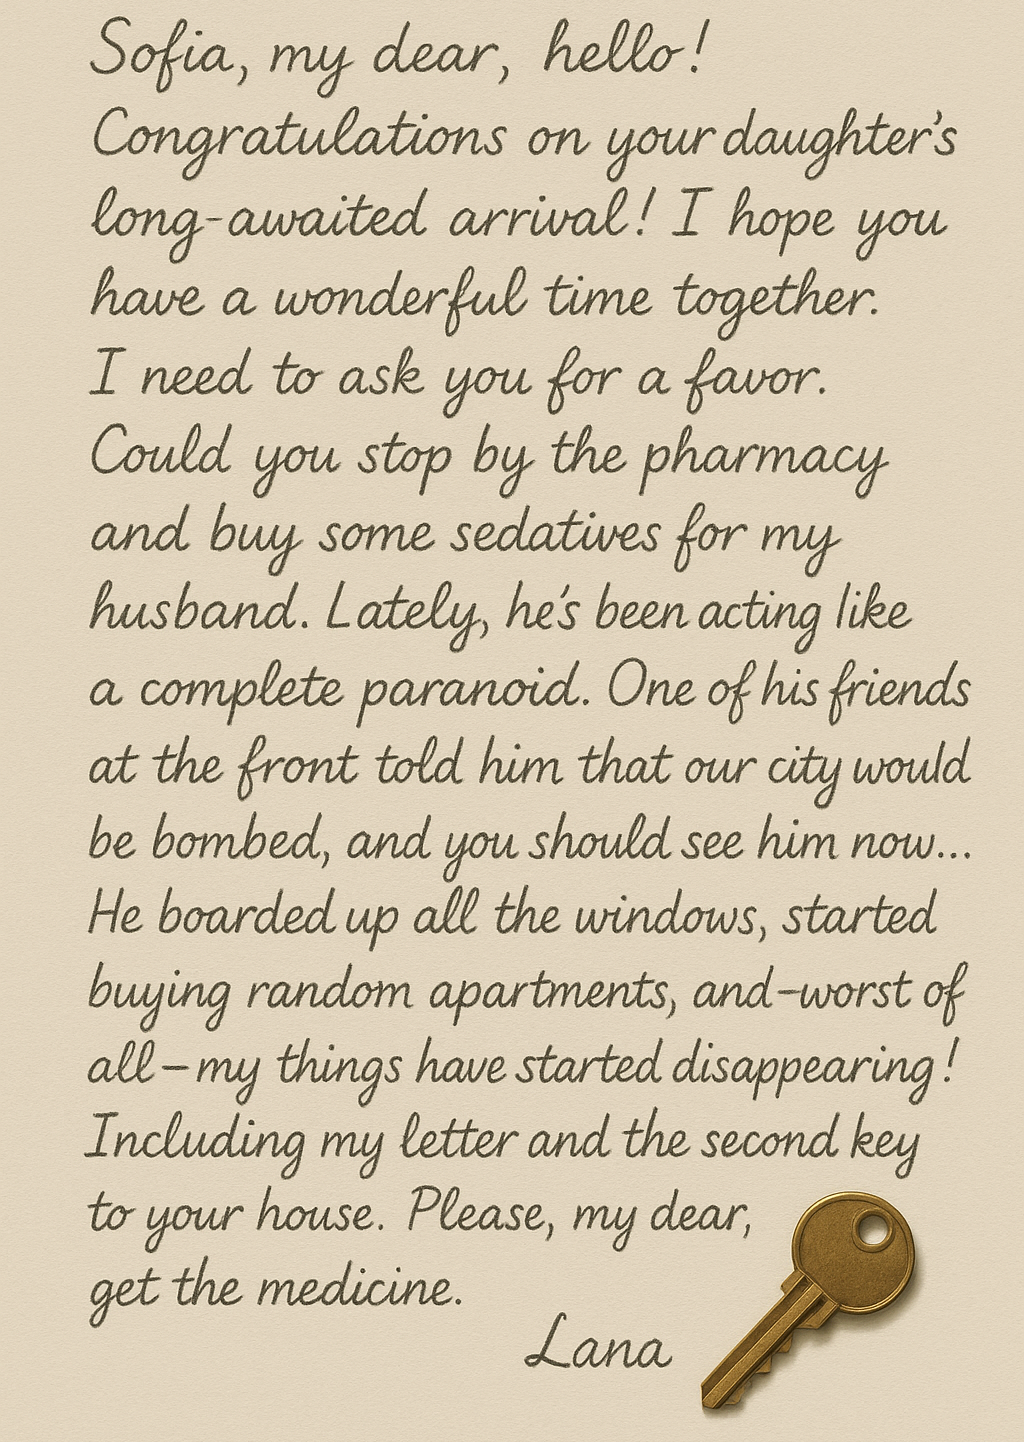 Sofia, my dear, hello!
Congratulations on your daughter's
long-awaited arrival! I hope you
have a wonderful time together.
I need to ask you for a favor.
Could you stop by the pharmacy
and buy some sedatives for my
husband. Lately, he's been acting like
a complete paranoid. One of his friends
at the front told him that our city would
be bombed, and you should see him now...
He boarded up all the windows, started
buying random apartments, and–worst of
all–my things have started disappearing!
Including my letter and the second key
to your house. Please, my dear,
get the medicine.
Lana